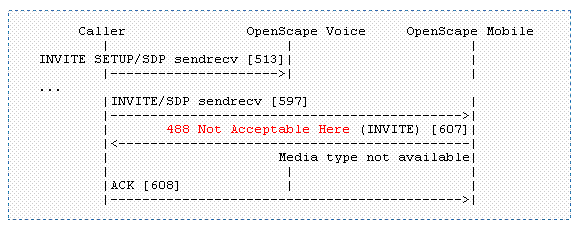 Caller OpenScape Voice OpenScape Mobile
INVITE SETUP/SDP sendrecv [513]
...
INVITE/SDP sendrecv [597]
488 Not Acceptable Here (INVITE) [607]
Media type not available
ACK [608]